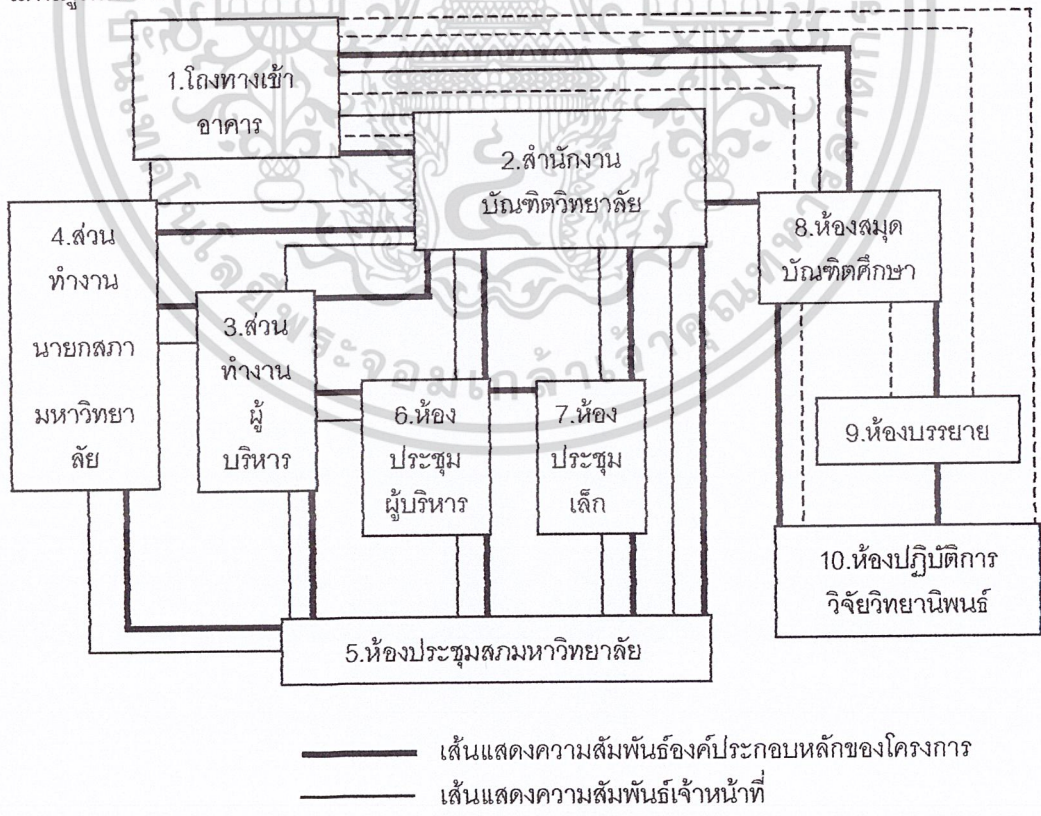 1.โถงทางเข้า
อาคาร
2.สำนักงาน
บัณฑิตวิทยาลัย
4.ส่วน
ทำงาน
นายกสภา
มหาวิทยา
ลัย
3.ส่วน
ทำงาน
ผู้
บริหาร
6.ห้อง
ประชุม
ผู้บริหาร
7.ห้อง
ประชุม
เล็ก
8.ห้องสมุด
บัณฑิตศึกษา
9.ห้องบรรยาย
10.ห้องปฏิบัติการ
วิจัยวิทยานิพนธ์
5.ห้องประชุมสภมหาวิทยาลัย
เส้นแสดงความสัมพันธ์องค์ประกอบหลักของโครงการ
เส้นแสดงความสัมพันธ์เจ้าหน้าที่